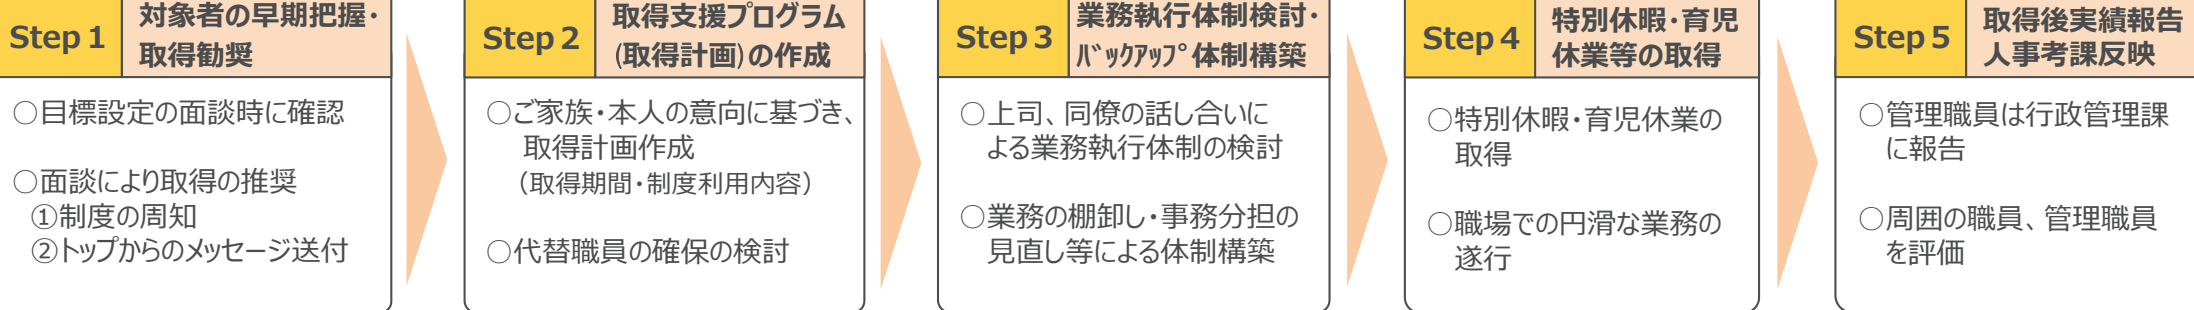 Step 1
対象者の早期把握・
取得勧奨
○目標設定の面談時に確認
○面談により取得の推奨
①制度の周知
②トップからのメッセージ送付
Step 2
取得支援プログラム
(取得計画)の作成
○ご家族・本人の意向に基づき、
取得計画作成
（取得期間・制度利用内容）
○代替職員の確保の検討
Step 3
業務執行体制検討・
ﾊﾞｯｸｱｯﾌﾟ体制構築
○上司、同僚の話し合いに
よる業務執行体制の検討
○業務の棚卸し・事務分担の
見直し等による体制構築
Step 4
特別休暇・育児
休業等の取得
○特別休暇・育児休業の
取得
○職場での円滑な業務の
遂行
Step 5
取得後実績報告
人事考課反映
○管理職員は行政管理課
に報告
○周囲の職員、管理職員
を評価